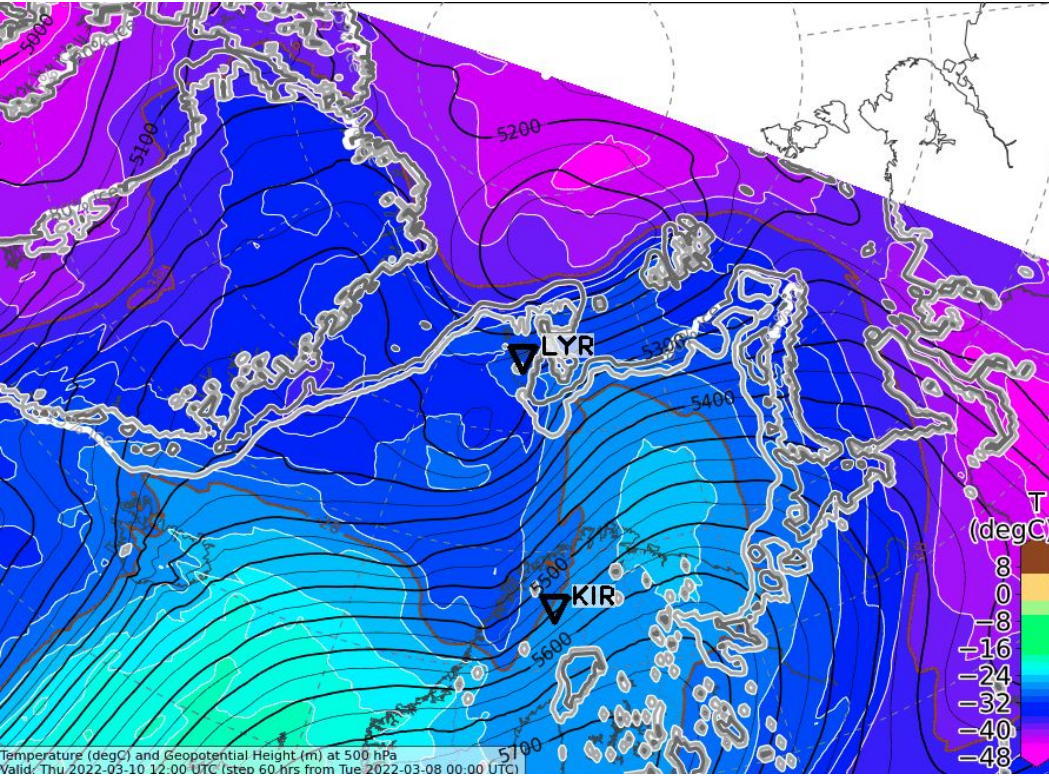 5000
5100
5200
LYR
5300
5400
T
(degC)
8
0
−8
−16
−24
−32
−40
−48
5500
KIR
5600
5700
Temperature (degC) and Geopotential Height (m) at 500 hPa
Valid: Thu 2022-03-10 12:00 UTC (step 60 hrs from Tue 2022-03-08 00:00 UTC)